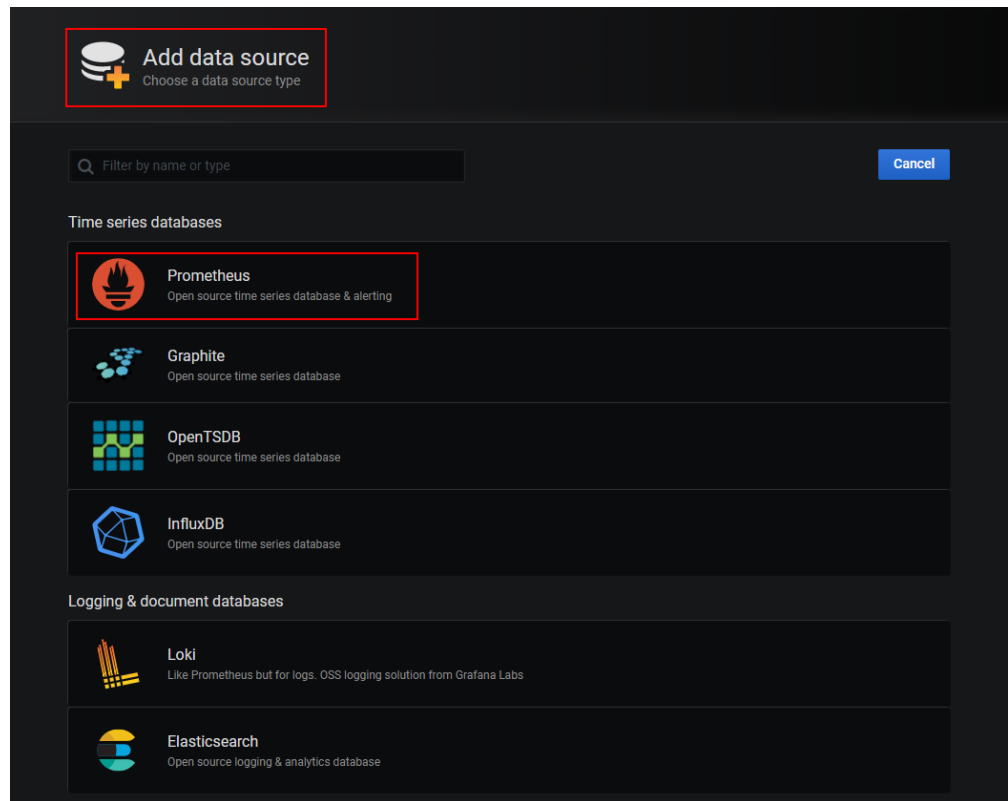 Add data source
Choose a data source type
Filter by name or type
Cancel
Time series databases
Prometheus
Open source time series database & alerting
Graphite
Open source time series database
OpenTSDB
Open source time series database
InfluxDB
Open source time series database
Logging & document databases
Loki
Like Prometheus but for logs. OSS logging solution from Grafana Labs
Elasticsearch
Open source logging & analytics database